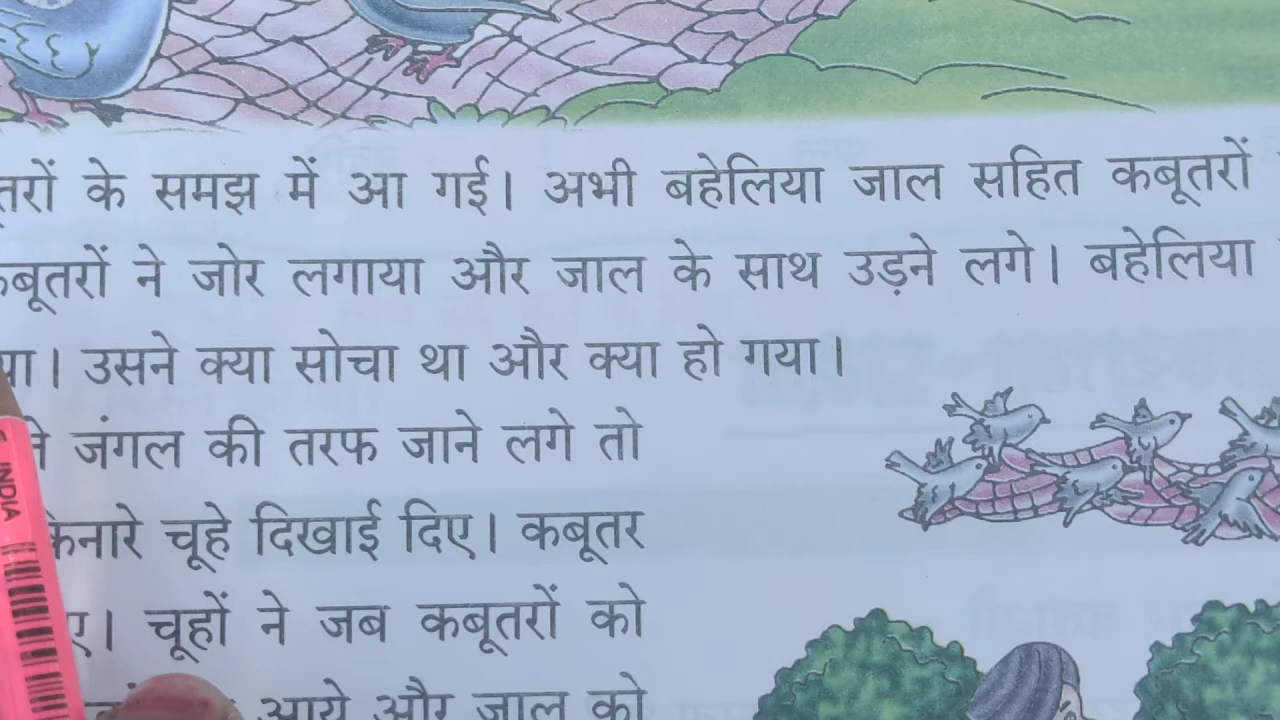 के समझ में आ गई। अभी बहेलिया जाल सहित कबूतरों
कबूतरों ने जोर लगाया और जाल के साथ उड़ने लगे। बहेलिया
उसने क्या सोचा था और क्या हो गया।
जंगल की तरफ जाने लगे तो
चूहे दिखाई दिए। कबूतर
चूहों ने जब कबूतरों को
आये और जाल को
INDIA